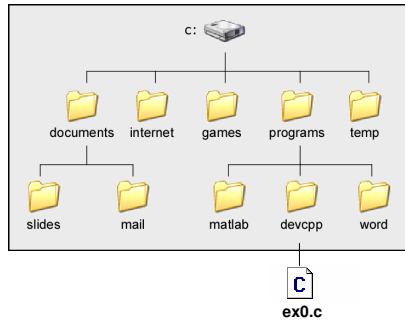 c:
documents internet games programs temp
slides mail matlab devcpp word
C
ex0.c